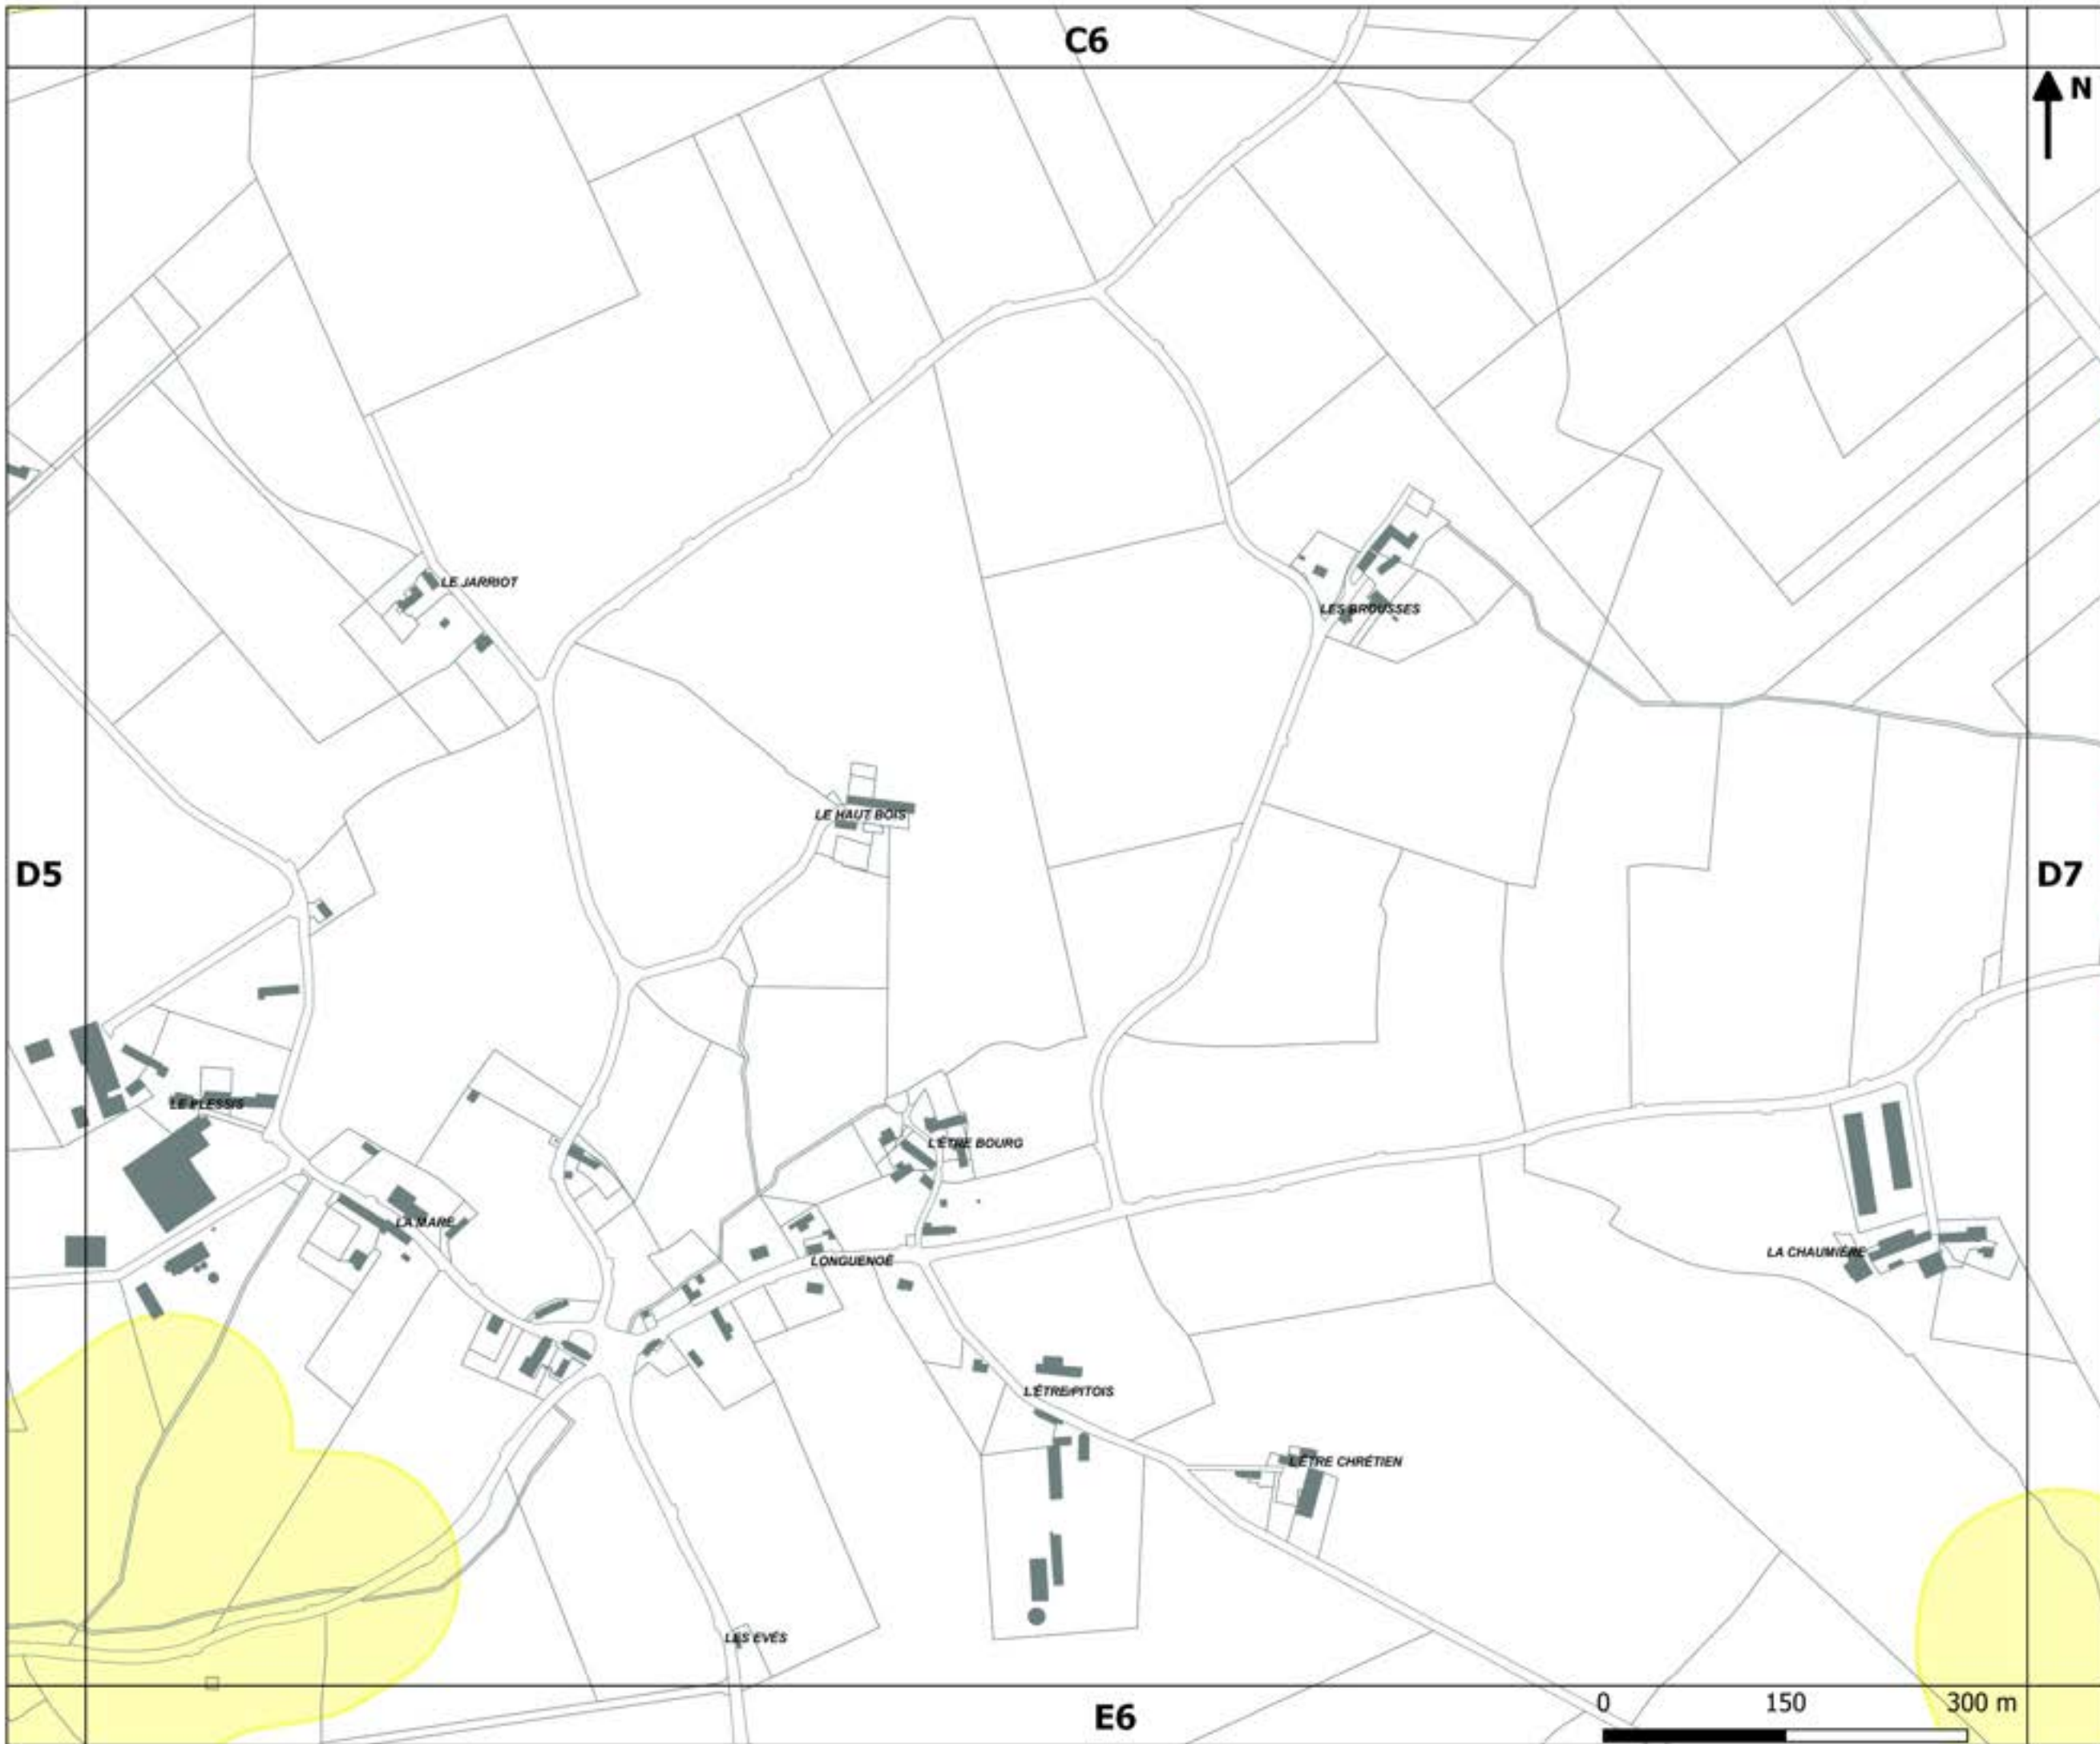 C6
N
LE JARRIOT
LES BROUSSES
LE HAUT BOIS
D5
D7
LE PLESSIS
L'ÊTRE BOURG
LA MARE
LONGUENOË
LA CHAUMIÈRE
L'ÊTRE PITOIS
L'ÊTRE CHRÉTIEN
LES EVÉS
0 150 300 m
E6